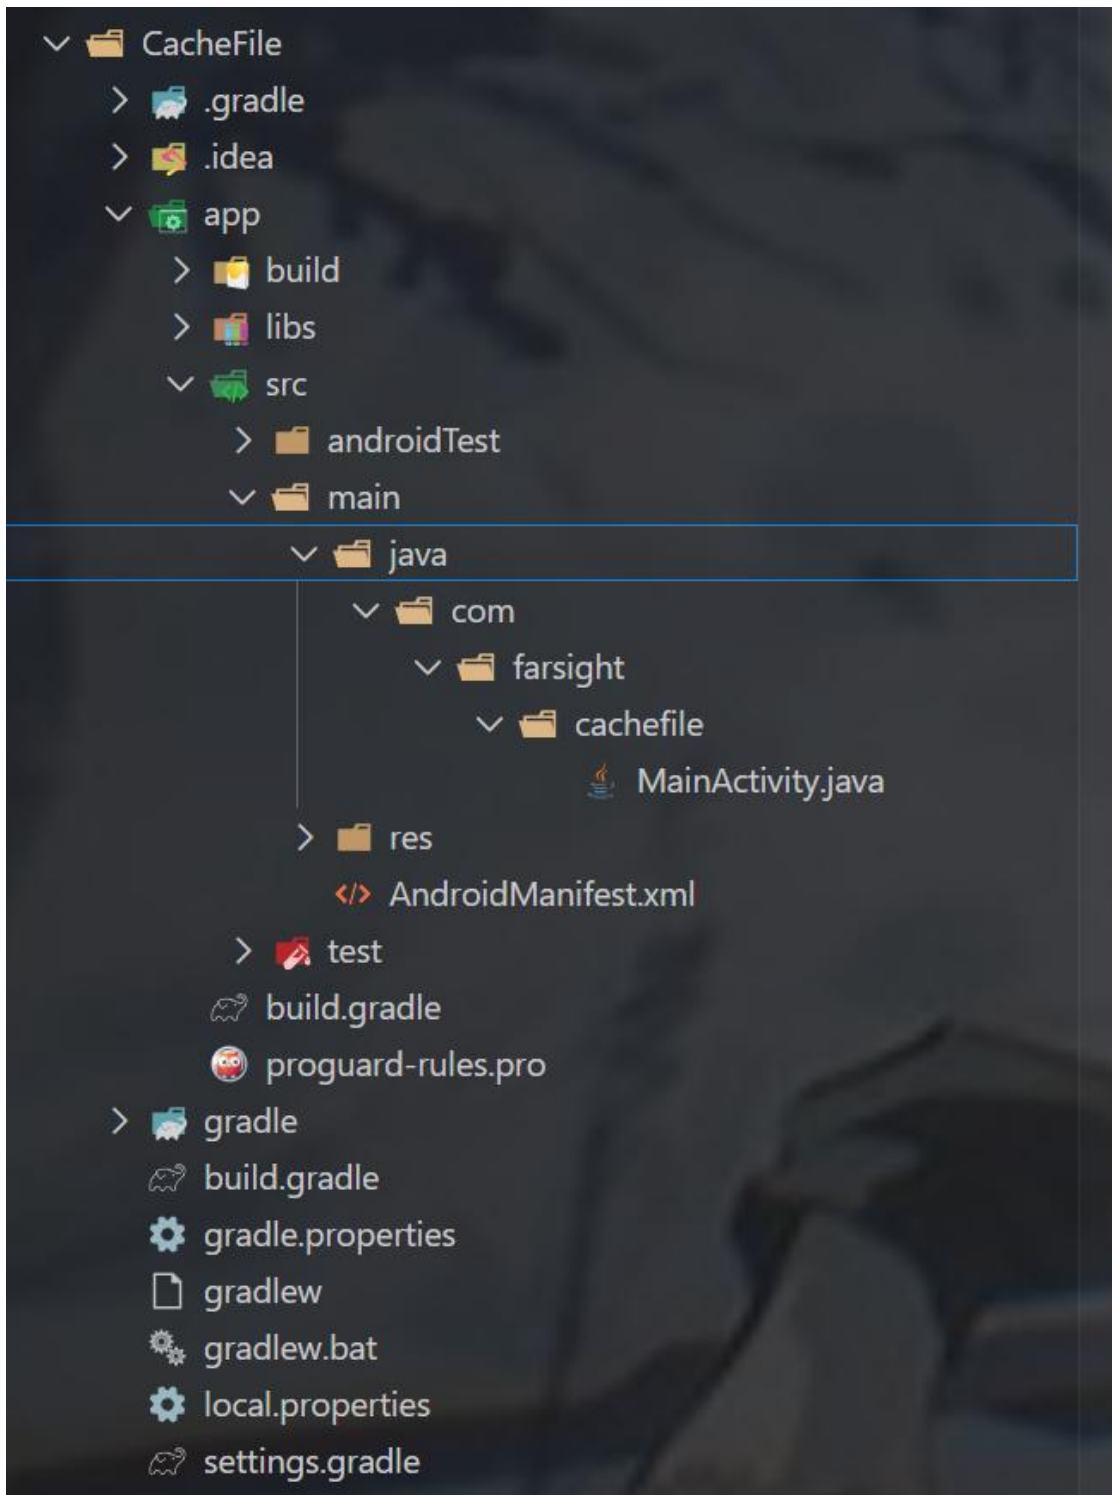 CacheFile
.gradle
.idea
app
build
libs
src
androidTest
main
java
com
farsight
cachefile
MainActivity.java
res
AndroidManifest.xml
test
build.gradle
proguard-rules.pro
gradle
build.gradle
gradle.properties
gradlew
gradlew.bat
local.properties
settings.gradle